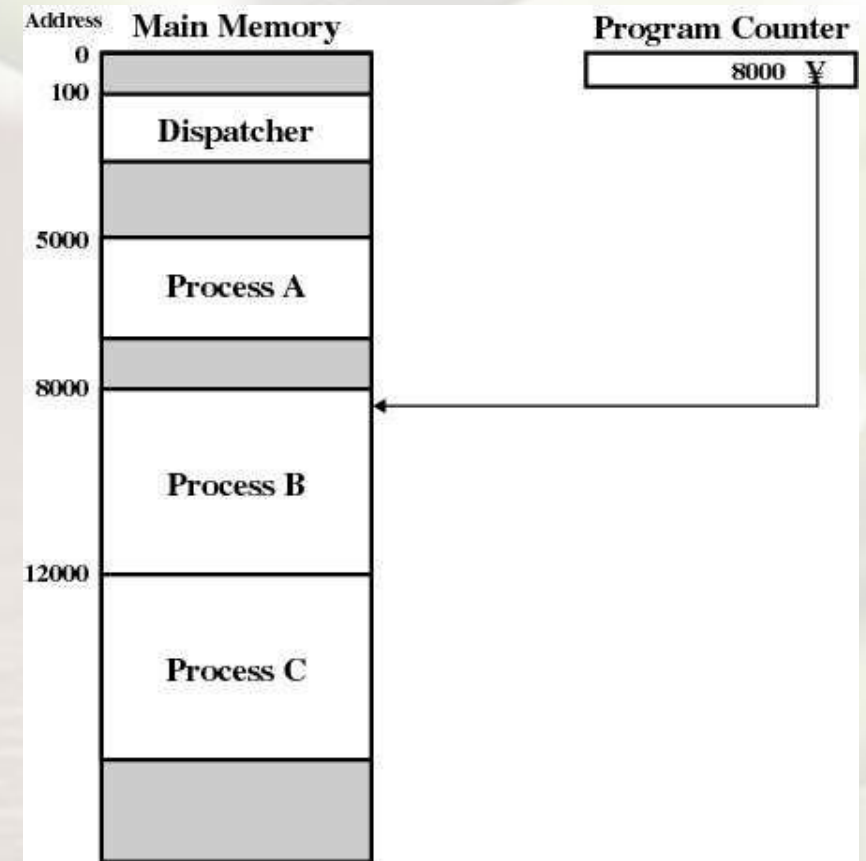 Address
Main Memory
Program Counter
0
8000 ¥
100
Dispatcher
5000
Process A
8000
Process B
12000
Process C